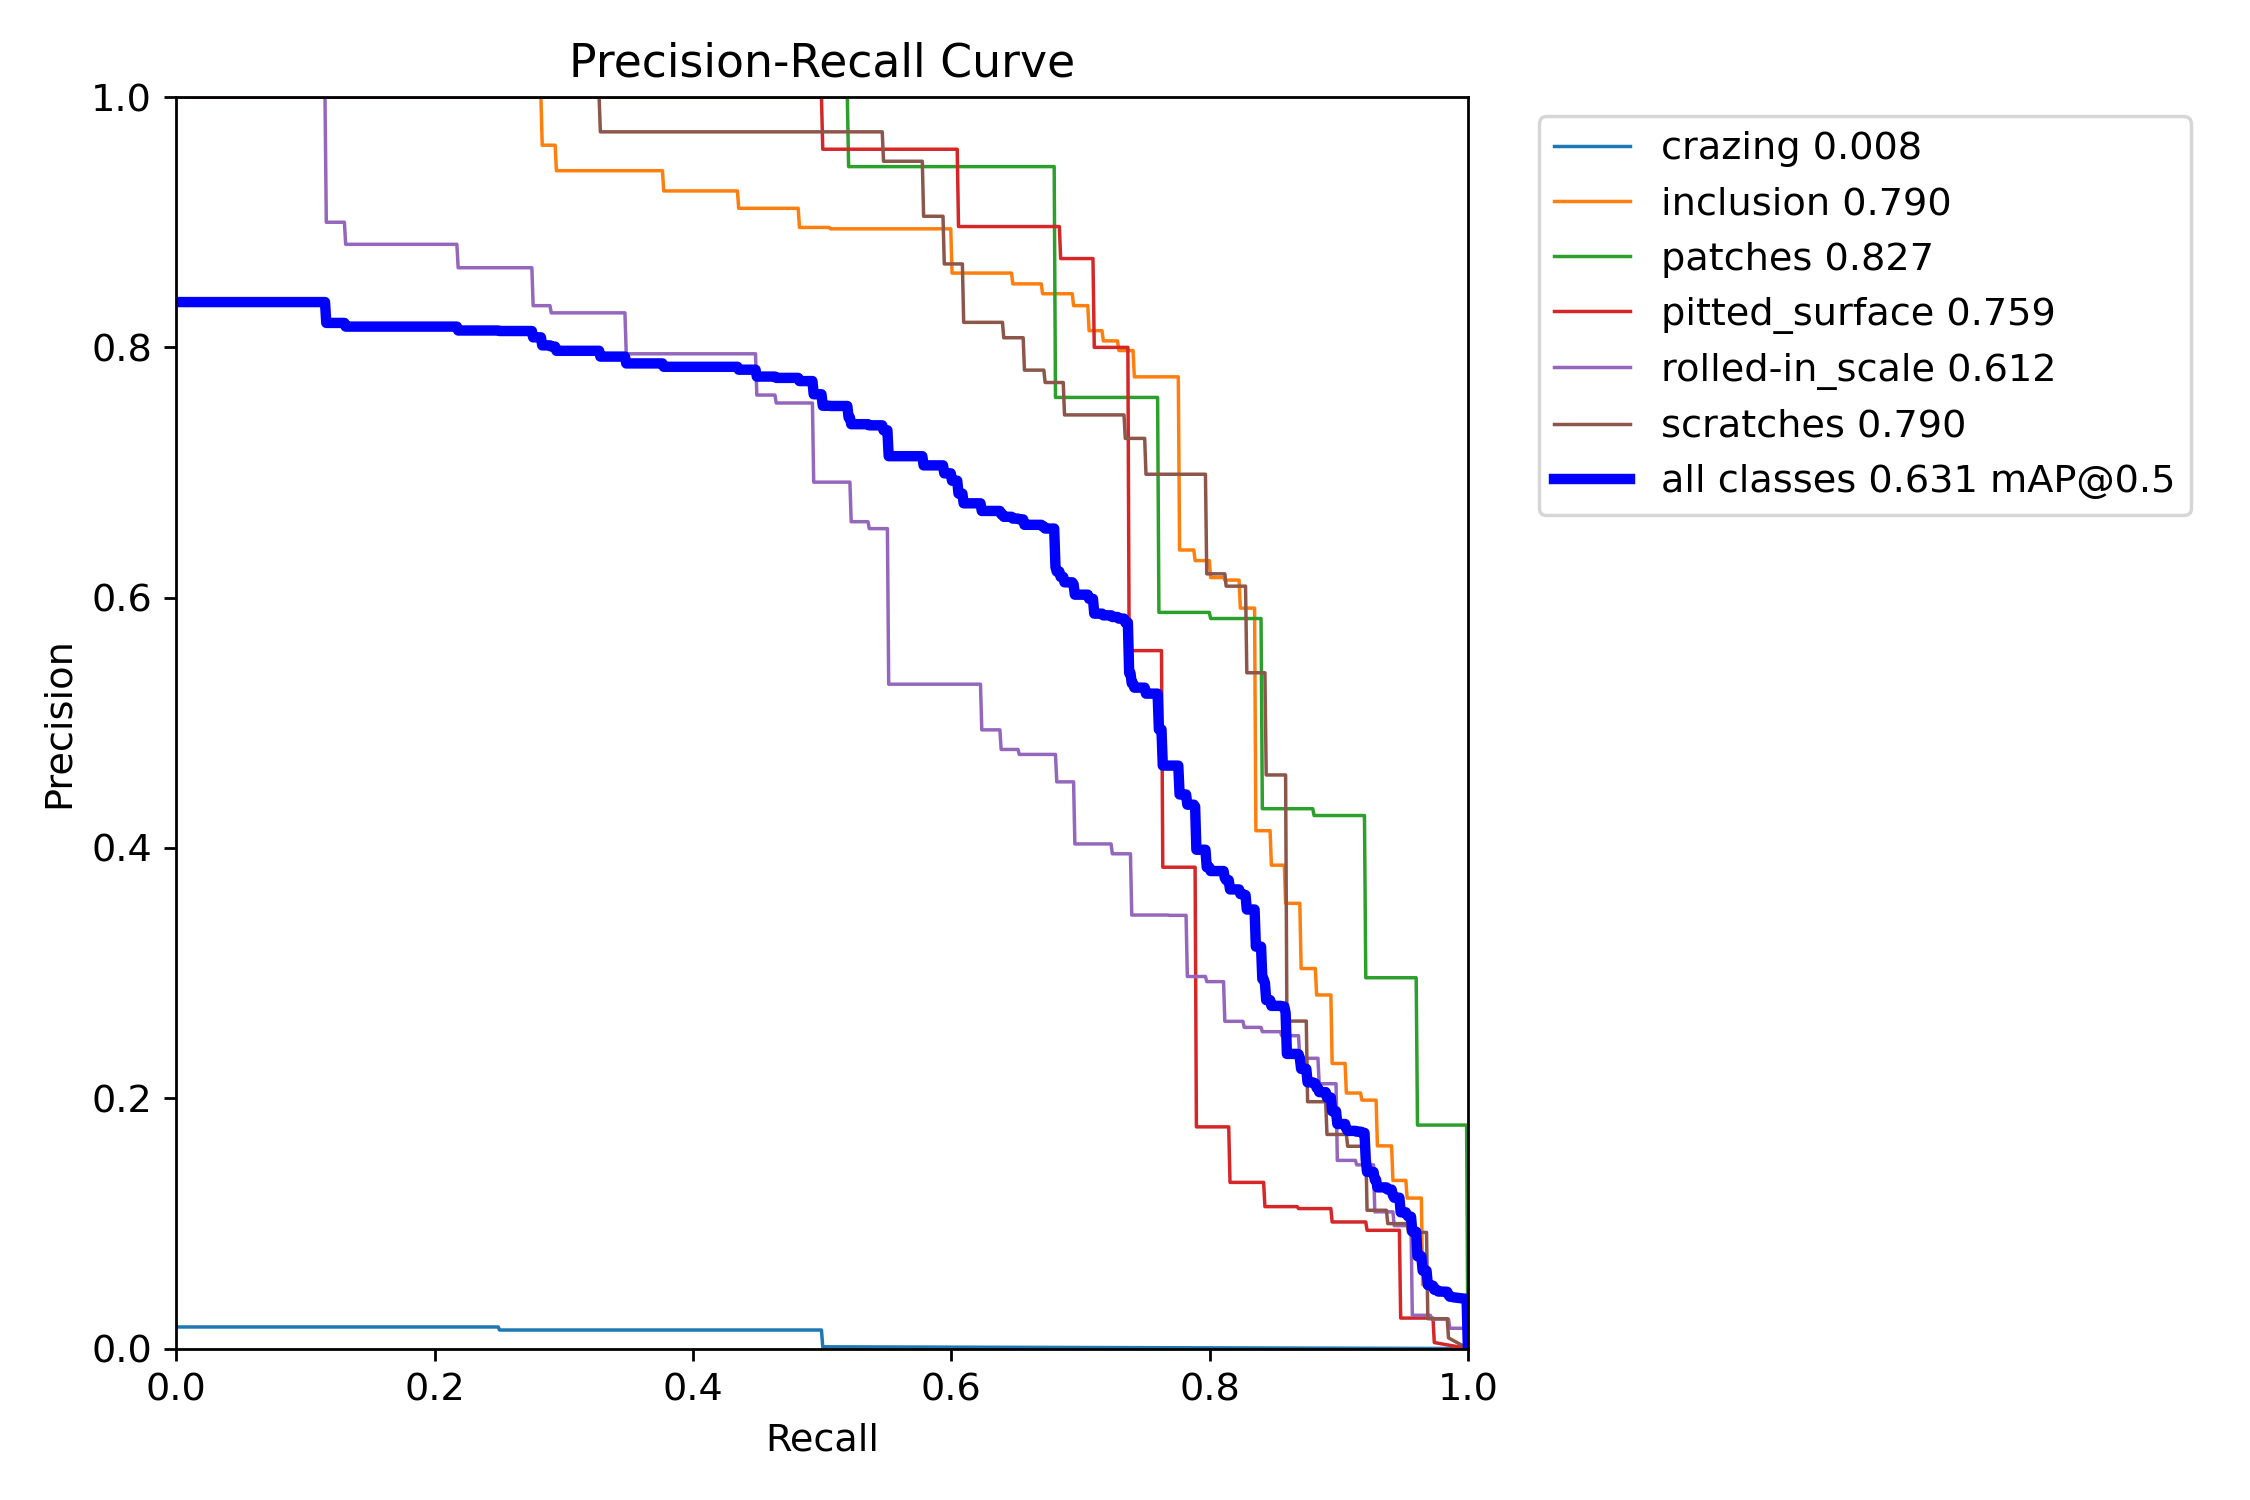 Precision-Recall Curve
1.0
0.8
0.6
0.4
0.2
0.0
Precision
0.0 0.2 0.4 0.6 0.8 1.0
Recall
crazing 0.008
inclusion 0.790
patches 0.827
pitted_surface 0.759
rolled-in_scale 0.612
scratches 0.790
all classes 0.631 mAP@0.5